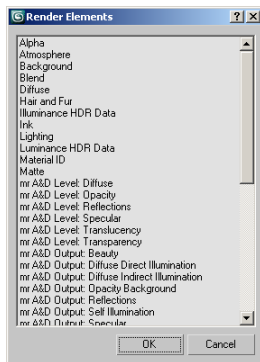 Render Elements
Alpha
Atmosphere
Background
Blend
Diffuse
Hair and Fur
Illuminance HDR Data
Ink
Lighting
Luminance HDR Data
Material ID
Matte
mr A&D Level: Diffuse
mr A&D Level: Opacity
mr A&D Level: Reflections
mr A&D Level: Specular
mr A&D Level: Translucency
mr A&D Level: Transparency
mr A&D Output: Beauty
mr A&D Output: Diffuse Direct Illumination
mr A&D Output: Diffuse Indirect Illumination
mr A&D Output: Opacity Background
mr A&D Output: Reflections
mr A&D Output: Self Illumination
mr A&D Output: Specular
OK Cancel